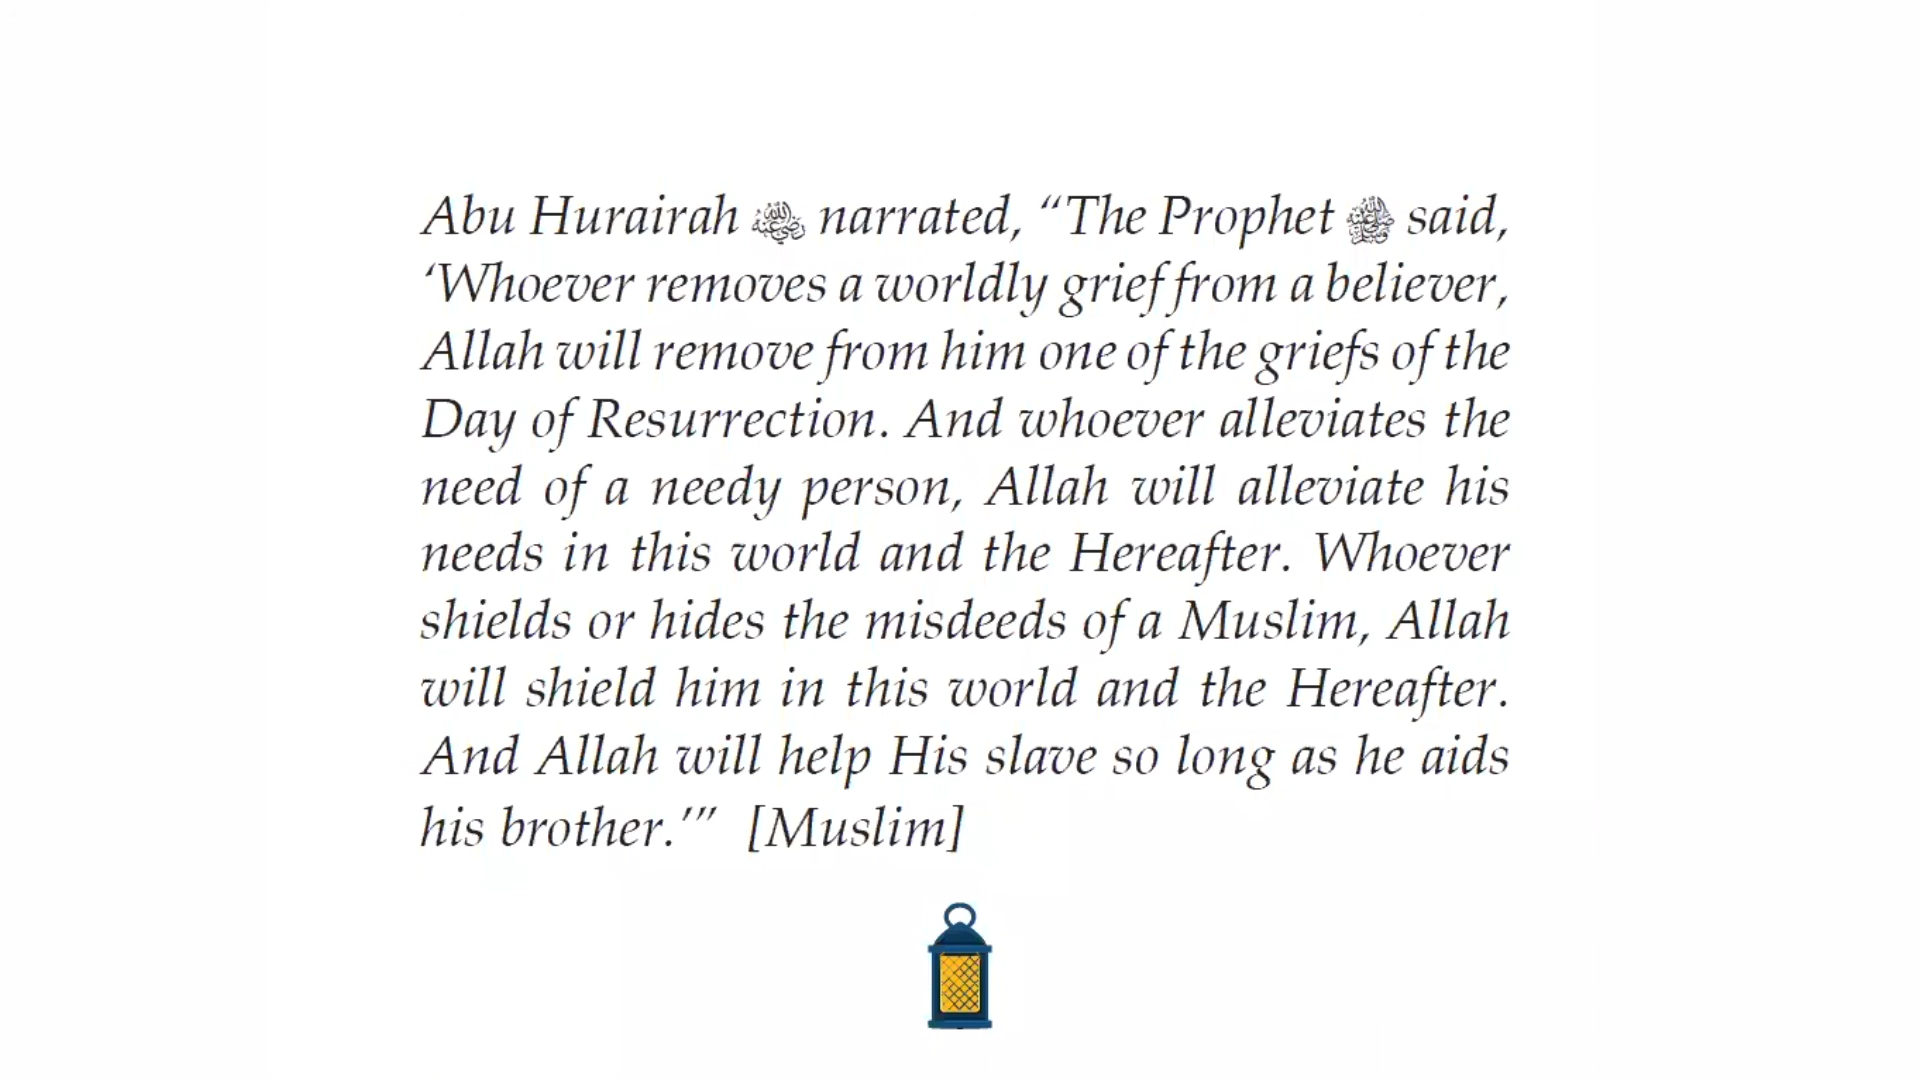 Abu Hurairah رضي الله عنه narrated, “The Prophet ﷺ said,
‘Whoever removes a worldly grief from a believer,
Allah will remove from him one of the griefs of the
Day of Resurrection. And whoever alleviates the
need of a needy person, Allah will alleviate his
needs in this world and the Hereafter. Whoever
shields or hides the misdeeds of a Muslim, Allah
will shield him in this world and the Hereafter.
And Allah will help His slave so long as he aids
his brother.’” [Muslim]